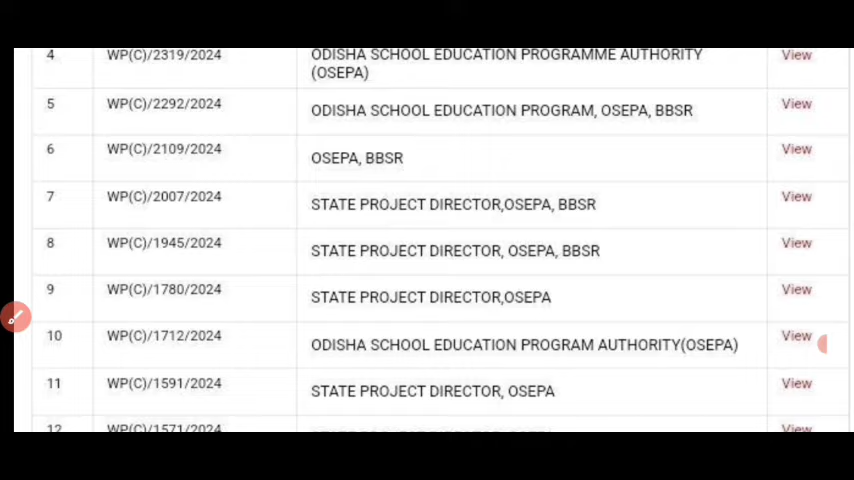 4 WP(C)/2319/2024 ODISHA SCHOOL EDUCATION PROGRAMME AUTHORITY (OSEPA) View
5 WP(C)/2292/2024 ODISHA SCHOOL EDUCATION PROGRAM, OSEPA, BBSR View
6 WP(C)/2109/2024 OSEPA, BBSR View
7 WP(C)/2007/2024 STATE PROJECT DIRECTOR,OSEPA, BBSR View
8 WP(C)/1945/2024 STATE PROJECT DIRECTOR, OSEPA, BBSR View
9 WP(C)/1780/2024 STATE PROJECT DIRECTOR,OSEPA View
10 WP(C)/1712/2024 ODISHA SCHOOL EDUCATION PROGRAM AUTHORITY(OSEPA) View
11 WP(C)/1591/2024 STATE PROJECT DIRECTOR, OSEPA View
12 WP(C)/1571/2024 View